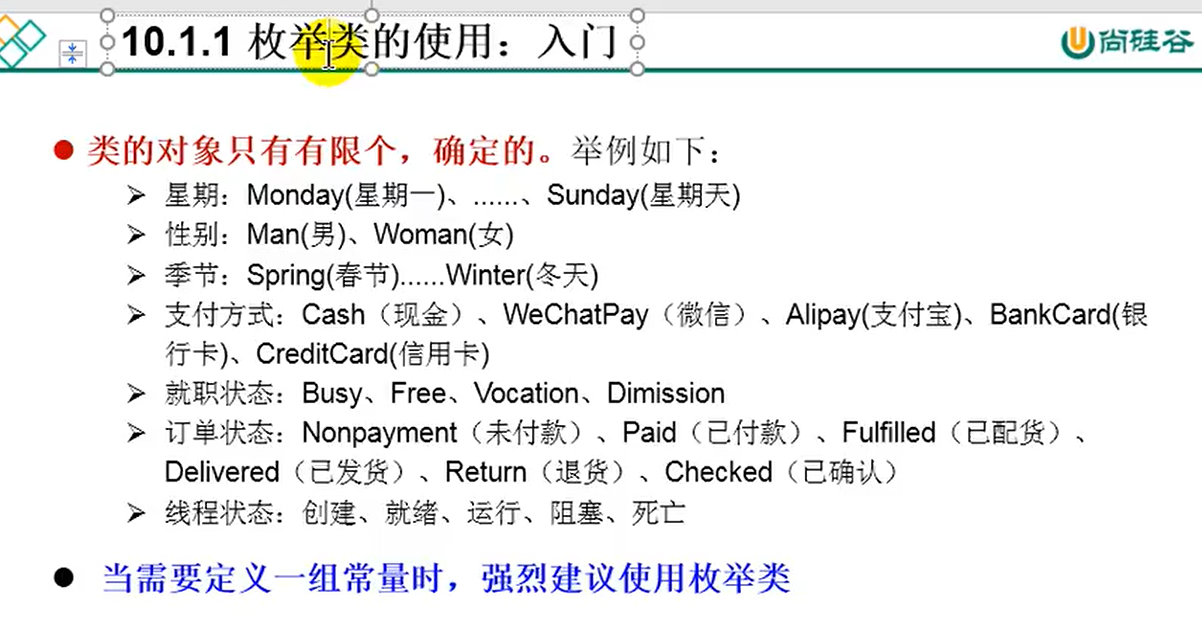 10.1.1 枚举类的使用：入门
尚硅谷
类的对象只有有限个，确定的。举例如下：
星期：Monday(星期一)、......、Sunday(星期天)
性别：Man(男)、Woman(女)
季节：Spring(春节)......Winter(冬天)
支付方式：Cash（现金）、WeChatPay（微信）、Alipay(支付宝)、BankCard(银
行卡)、CreditCard(信用卡)
就职状态：Busy、Free、Vocation、Dimission
订单状态：Nonpayment（未付款）、Paid（已付款）、Fulfilled（已配货）、
Delivered（已发货）、Return（退货）、Checked（已确认）
线程状态：创建、就绪、运行、阻塞、死亡
当需要定义一组常量时，强烈建议使用枚举类